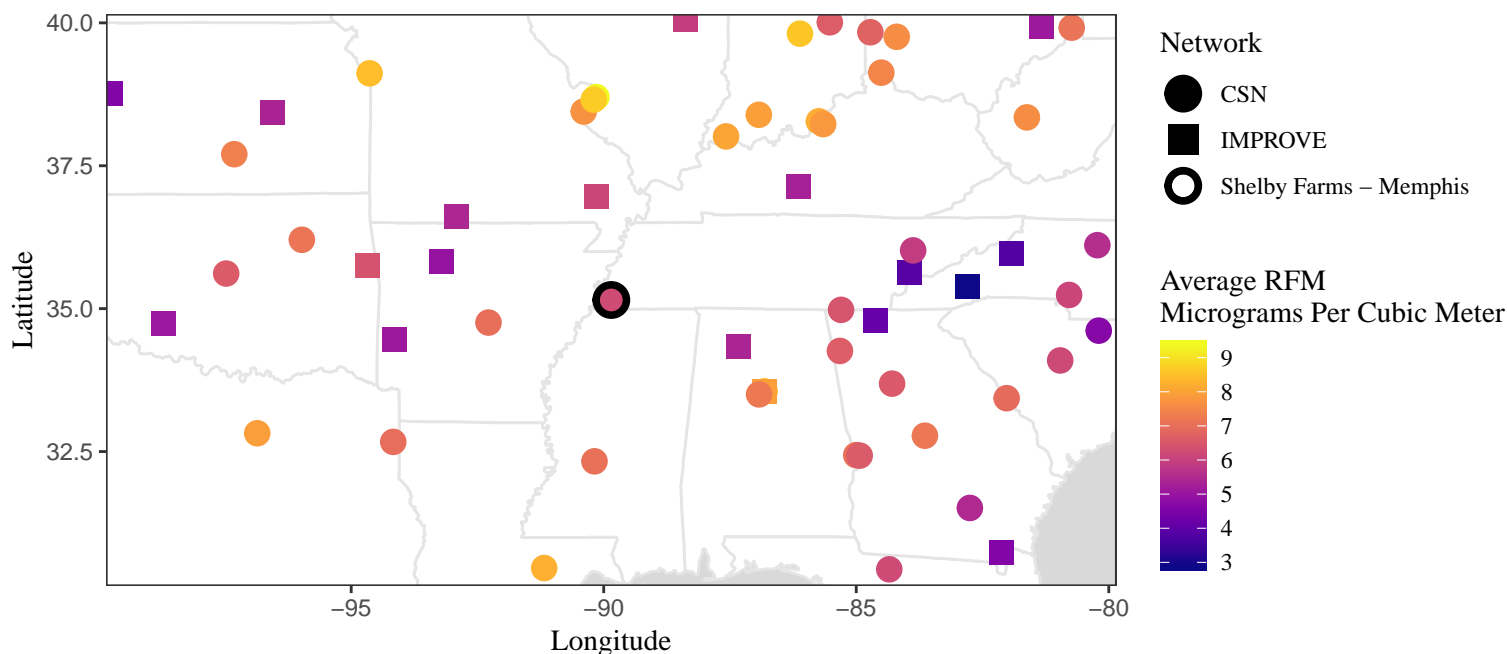 40.0
37.5
35.0
32.5
Latitude
−95
−90
−85
−80
Longitude
Network
CSN
IMPROVE
Shelby Farms – Memphis
Average RFM
Micrograms Per Cubic Meter
9
8
7
6
5
4
3